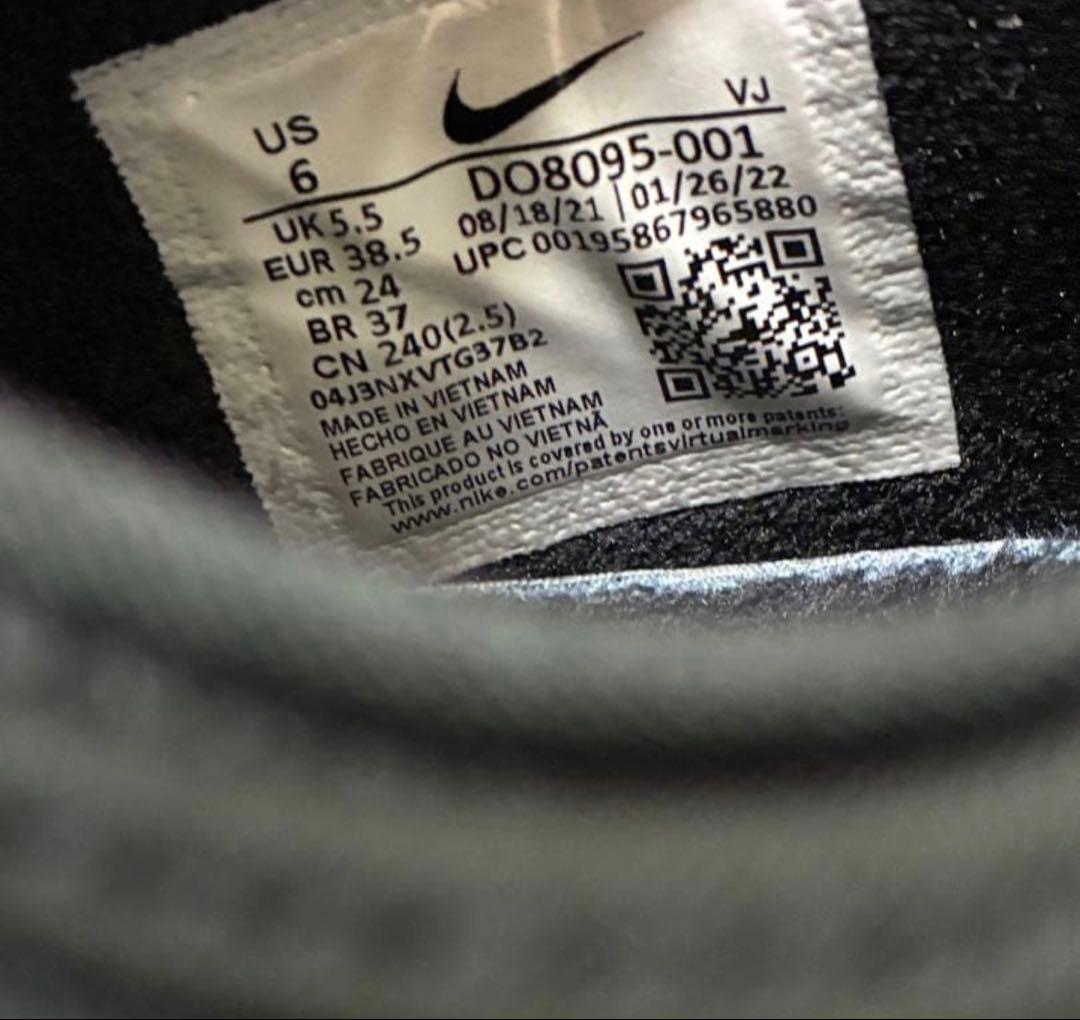 US
6
VJ
DO8095-001
08/18/21 | 01/26/22
UPC 00195867965880
UK 5.5
EUR 38.5
cm 24
BR 37
CN 240(2.5)
04J3NXVTG37B2
MADE IN VIETNAM
HECHO EN VIETNAM
FABRIQUE AU VIETNAM
FABRICADO NO VIETNÃ
This product is covered by one or more patents:
www.nike.com/patentsvirtualmarking